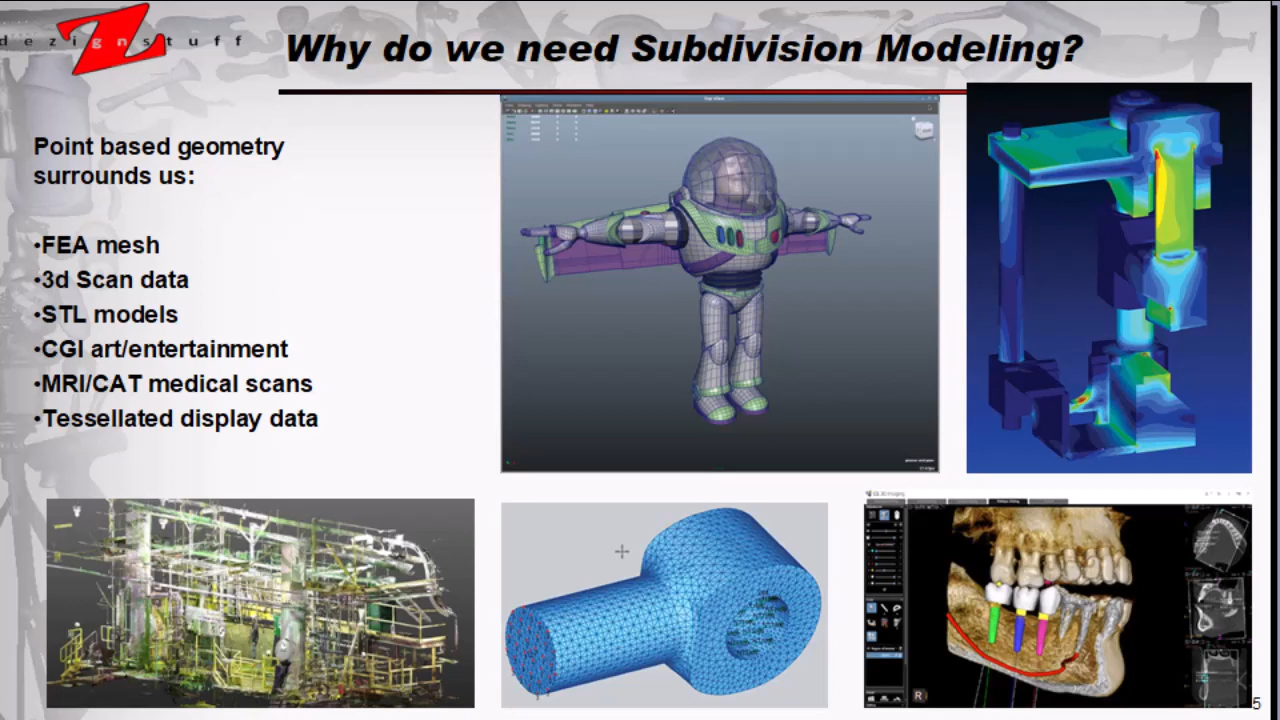 dezignstuff
Why do we need Subdivision Modeling?
Point based geometry
surrounds us:
•FEA mesh
•3d Scan data
•STL models
•CGI art/entertainment
•MRI/CAT medical scans
•Tessellated display data
R
5